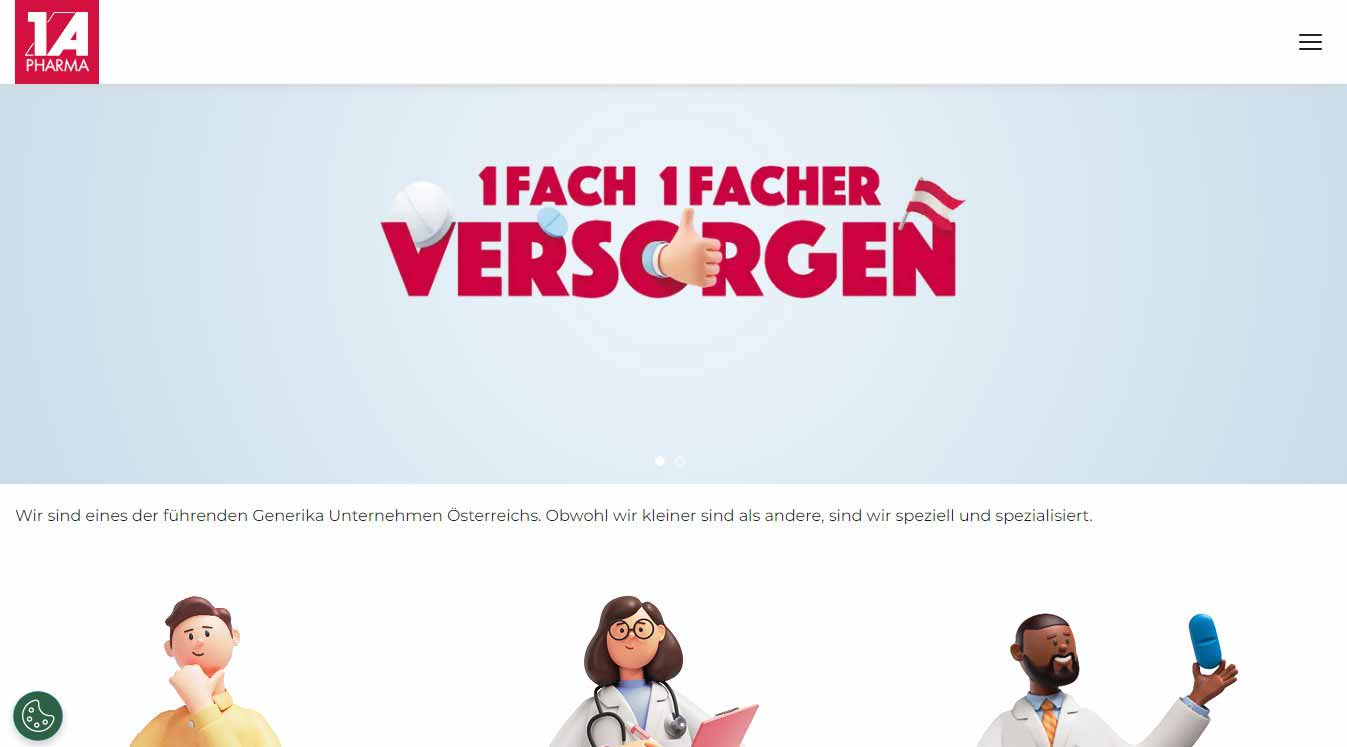 1A
PHARMA
1FACH 1FACHER
VERSORGEN
Wir sind eines der führenden Generika Unternehmen Österreichs. Obwohl wir kleiner sind als andere, sind wir speziell und spezialisiert.